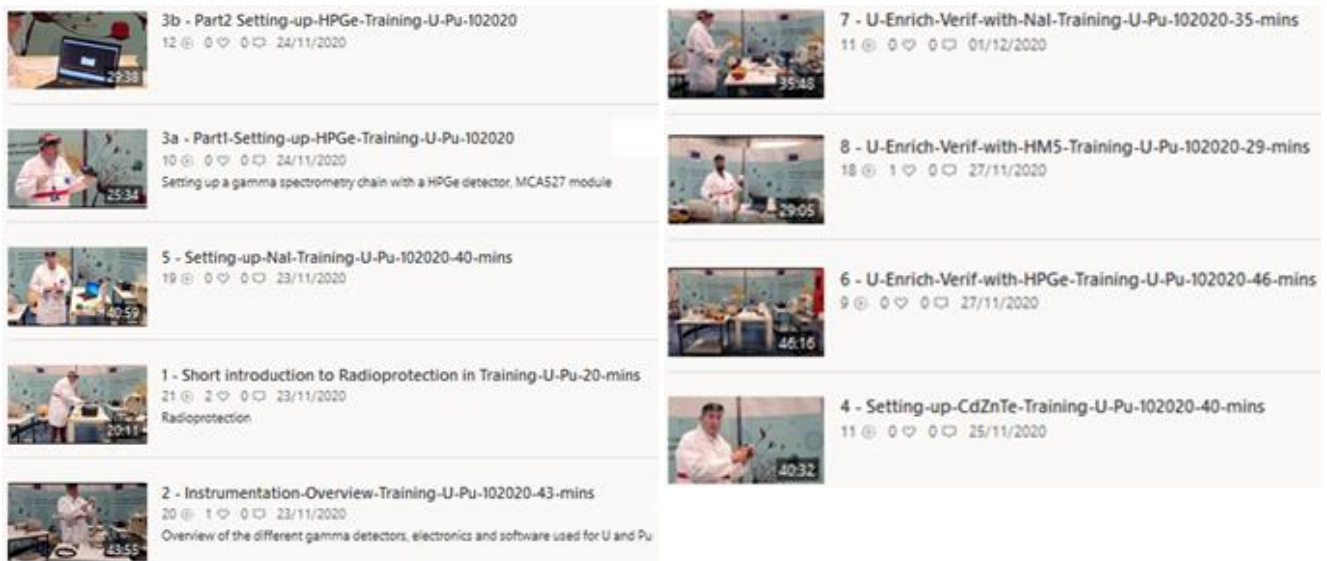 3b - Part2 Setting-up-HPGe-Training-U-Pu-102020
12 0 0 24/11/2020
29:38
3a - Part1-Setting-up-HPGe-Training-U-Pu-102020
10 0 0 24/11/2020
Setting up a gamma spectrometry chain with a HPGe detector, MCA527 module
25:34
5 - Setting-up-NaI-Training-U-Pu-102020-40-mins
19 0 0 23/11/2020
40:59
1 - Short introduction to Radioprotection in Training-U-Pu-20-mins
21 2 0 23/11/2020
Radioprotection
20:11
2 - Instrumentation-Overview-Training-U-Pu-102020-43-mins
20 1 0 23/11/2020
Overview of the different gamma detectors, electronics and software used for U and Pu
43:55
7 - U-Enrich-Verif-with-NaI-Training-U-Pu-102020-35-mins
11 0 0 01/12/2020
35:48
8 - U-Enrich-Verif-with-HM5-Training-U-Pu-102020-29-mins
18 1 0 27/11/2020
29:05
6 - U-Enrich-Verif-with-HPGe-Training-U-Pu-102020-46-mins
9 0 0 27/11/2020
46:16
4 - Setting-up-CdZnTe-Training-U-Pu-102020-40-mins
11 0 0 25/11/2020
40:32